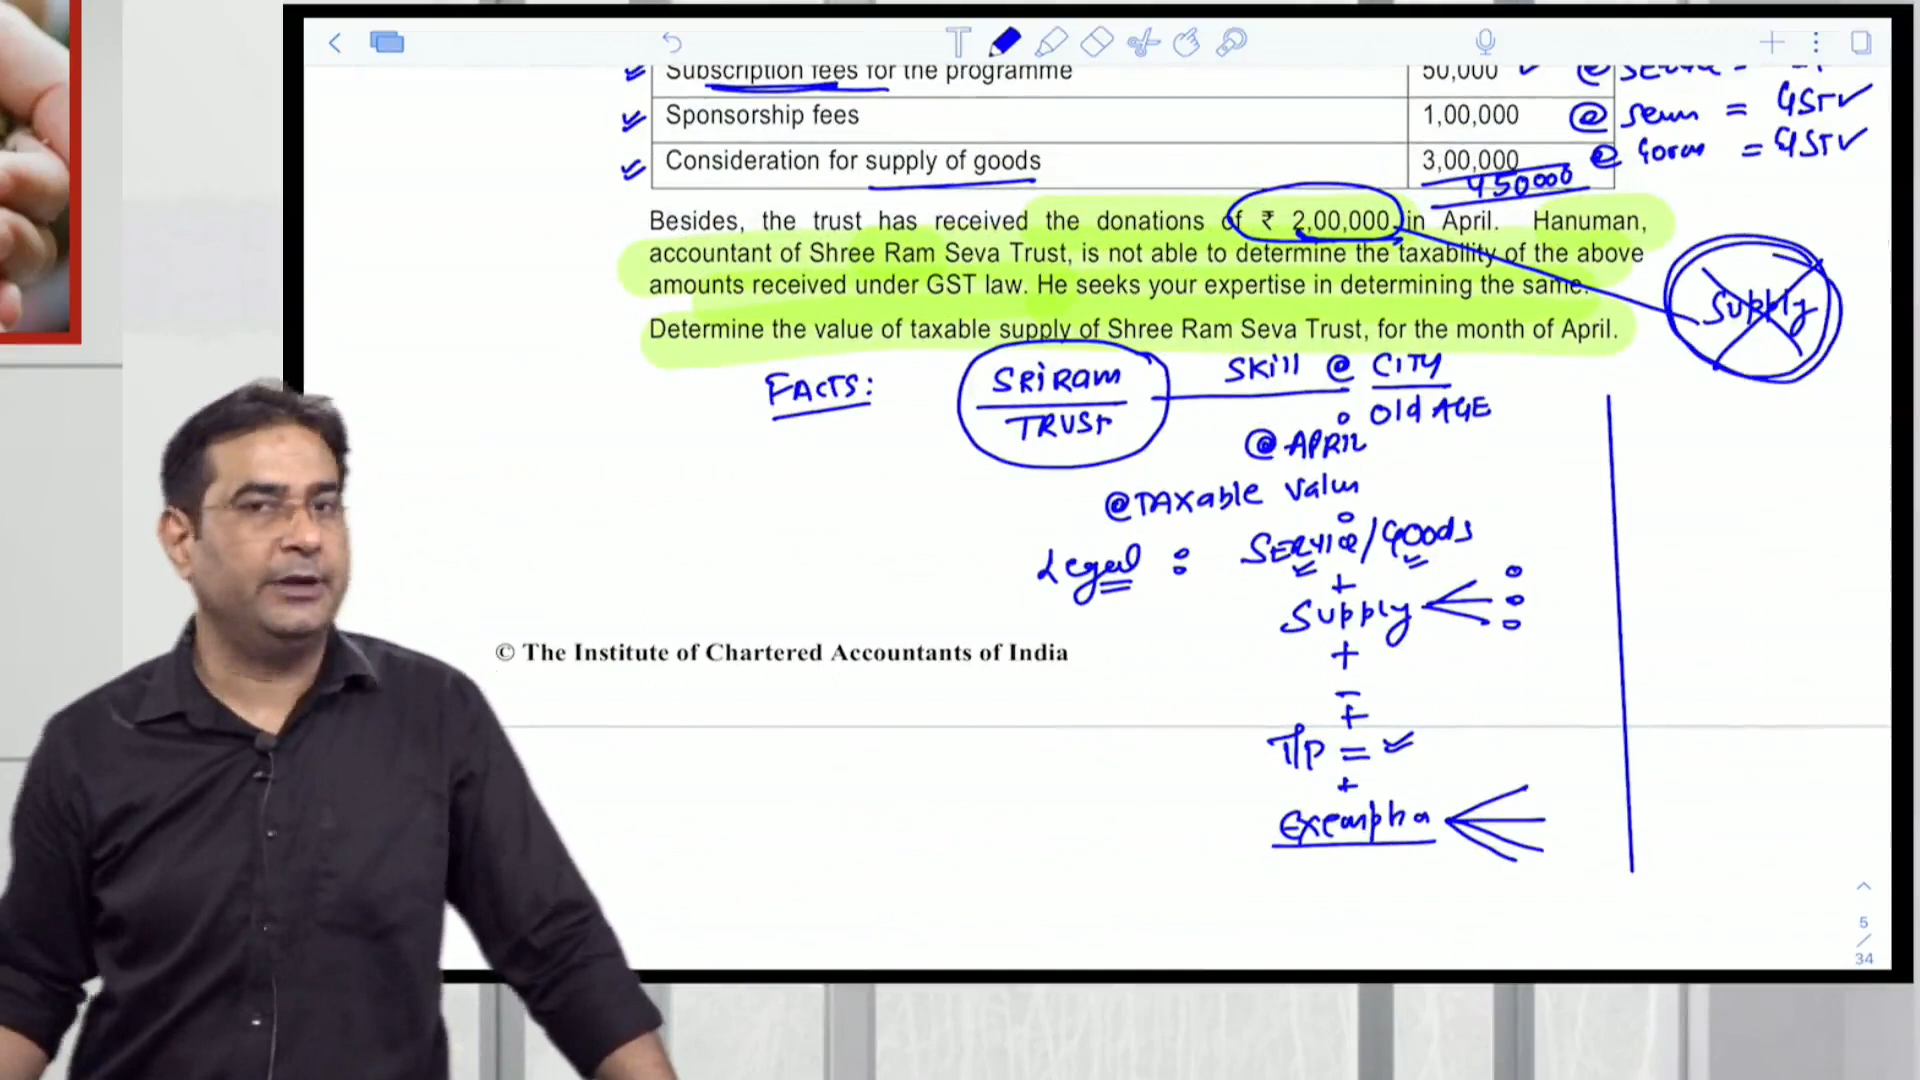 Subscription fees for the programme 50,000
Sponsorship fees 1,00,000 @ = GST
Consideration for supply of goods 3,00,000 @ = GST
450000
Besides, the trust has received the donations of ₹ 2,00,000 in April. Hanuman,
accountant of Shree Ram Seva Trust, is not able to determine the taxability of the above
amounts received under GST law. He seeks your expertise in determining the same.
Supply
Determine the value of taxable supply of Shree Ram Seva Trust, for the month of April.
FACTS: SRiRam TRUST Skill @ CITY
Old AGE
@ APRIL
@ TAXable Value
Legal : SERVICE/Goods
+
Supply
+
+
T/P =
+
Exemption
© The Institute of Chartered Accountants of India
5
/
34